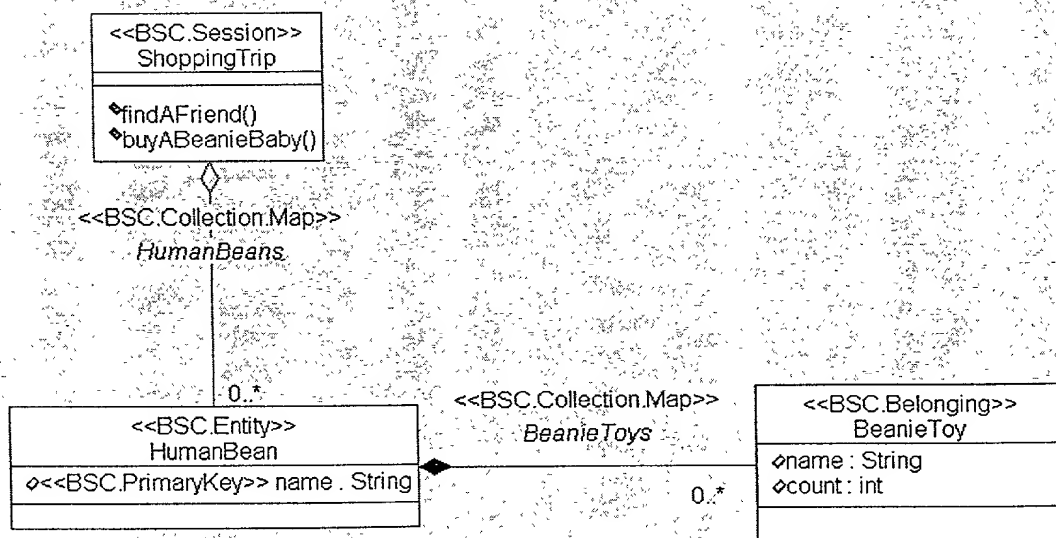 <<BSC.Session>>
ShoppingTrip
findAFriend()
buyABeanieBaby()
<<BSC.Collection.Map>>
HumanBeans
0..*
<<BSC.Entity>>
HumanBean
<<BSC.PrimaryKey>> name : String
<<BSC.Collection.Map>>
BeanieToys
0..*
<<BSC.Belonging>>
BeanieToy
name : String
count : int